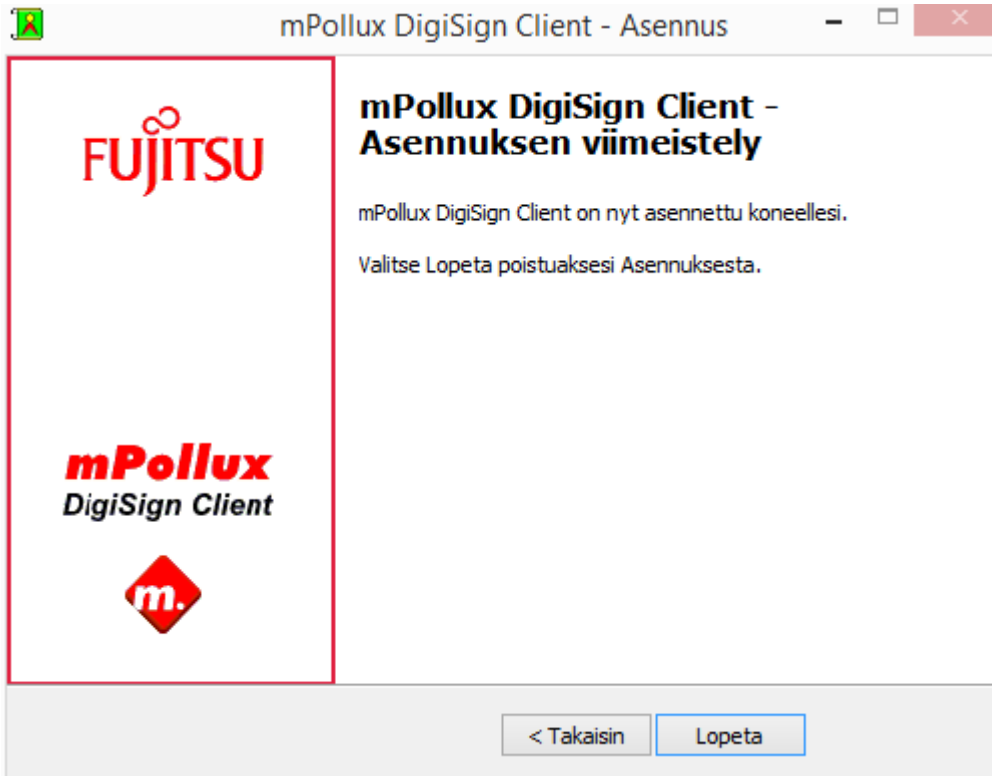 mPollux DigiSign Client - Asennus
FUJITSU
mPollux
DigiSign Client
m.
mPollux DigiSign Client -
Asennuksen viimeistely
mPollux DigiSign Client on nyt asennettu koneellesi.
Valitse Lopeta poistuaksesi Asennuksesta.
< Takaisin
Lopeta